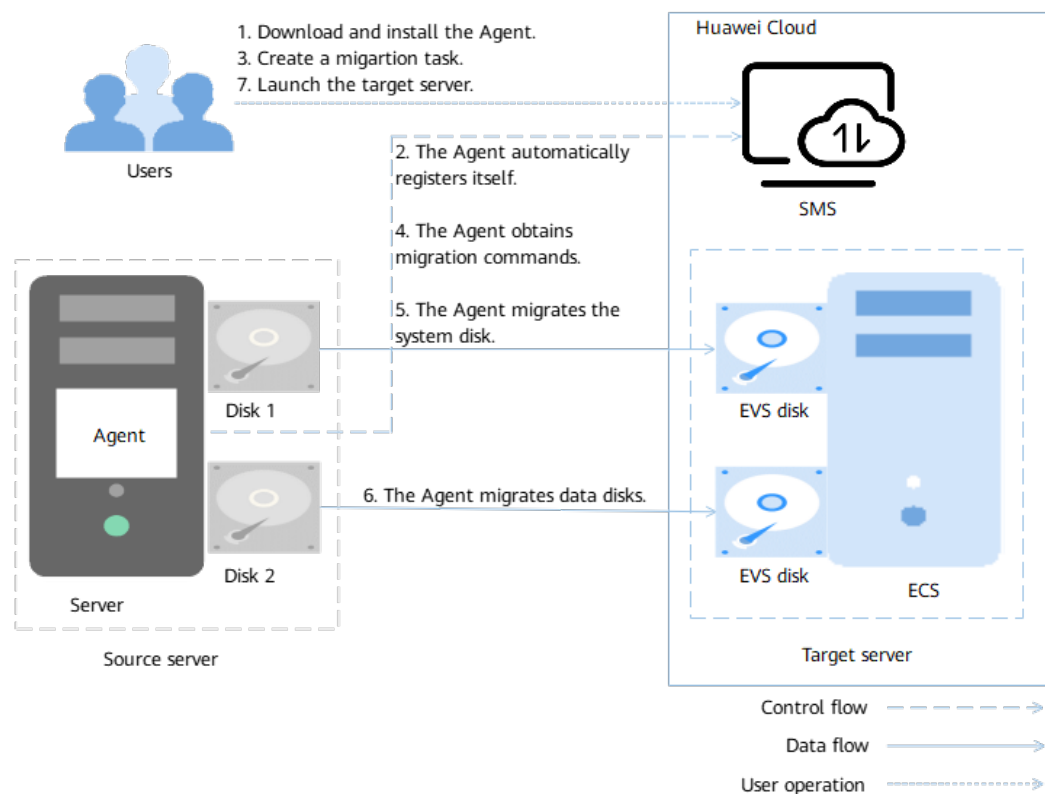 1. Download and install the Agent.
3. Create a migartion task.
7. Launch the target server.
Users
Huawei Cloud
SMS
2. The Agent automatically
registers itself.
4. The Agent obtains
migration commands.
5. The Agent migrates the
system disk.
Agent
Disk 1
EVS disk
6. The Agent migrates data disks.
Disk 2
EVS disk
Server
ECS
Source server
Target server
Control flow
Data flow
User operation